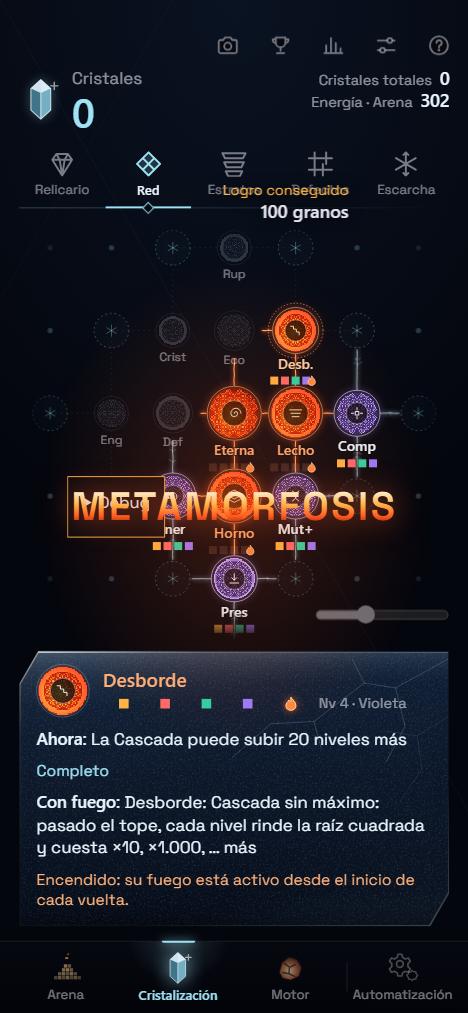 Cristales
0
Cristales totales 0
Energía · Arena 302
Relicario
Red
Escarcha
Logro conseguido
100 granos
Rup
Crist
Eco
Desb.
Eng
Def
Eterna
Lecho
Comp
METAMORFOSIS
Horno
Mut+
Pres
Desborde
Nv 4 · Violeta
Ahora: La Cascada puede subir 20 niveles más
Completo
Con fuego: Desborde: Cascada sin máximo:
pasado el tope, cada nivel rinde la raíz cuadrada
y cuesta ×10, ×1.000, ... más
Encendido: su fuego está activo desde el inicio de
cada vuelta.
Arena
Cristalización
Motor
Automatización